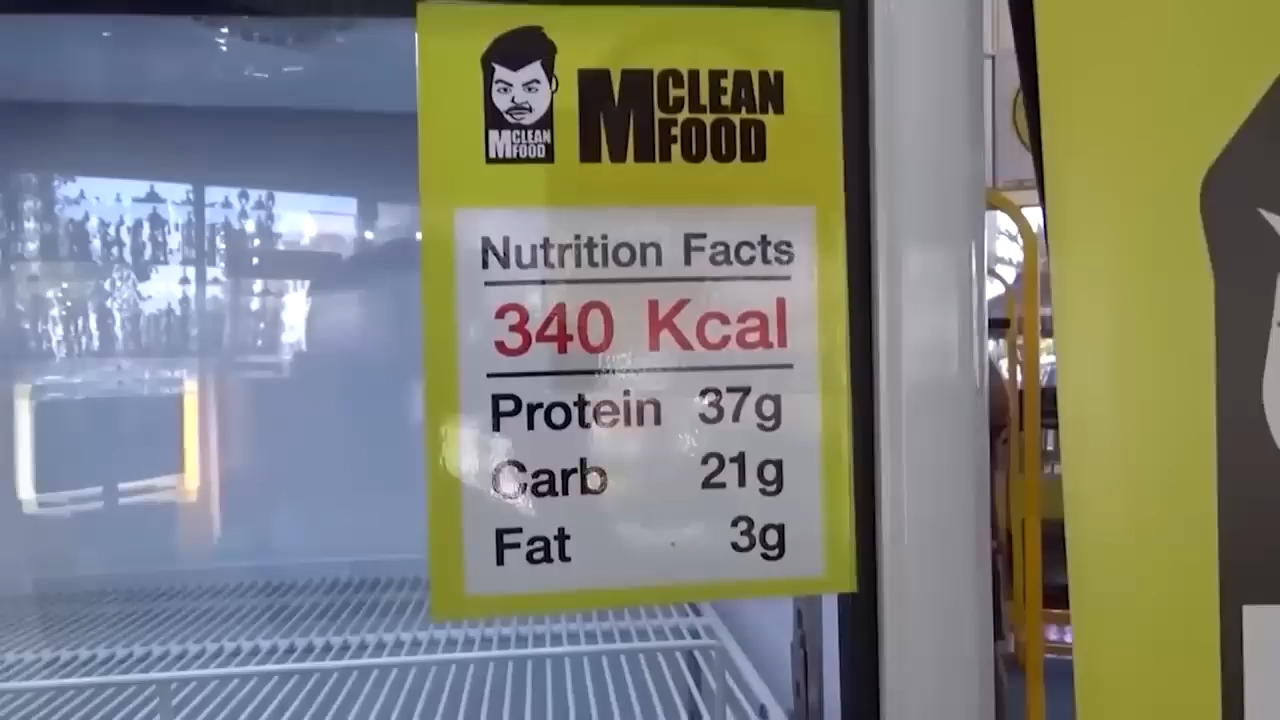 MCLEAN
FOOD
MCLEAN
FOOD
Nutrition Facts
340 Kcal
Protein 37g
Carb 21g
Fat 3g